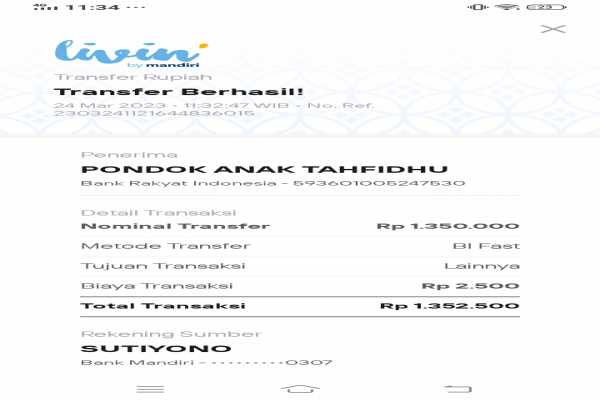 4G 11:34 ···
23
livin'
by mandiri
Transfer Rupiah
Transfer Berhasil!
24 Mar 2023 • 11:32:47 WIB • No. Ref.
2303241121644836015
Penerima
PONDOK ANAK TAHFIDHU
Bank Rakyat Indonesia - 593601005247530
Detail Transaksi
Nominal Transfer Rp 1.350.000
Metode Transfer BI Fast
Tujuan Transaksi Lainnya
Biaya Transaksi Rp 2.500
Total Transaksi Rp 1.352.500
Rekening Sumber
SUTIYONO
Bank Mandiri - •••••••••0307